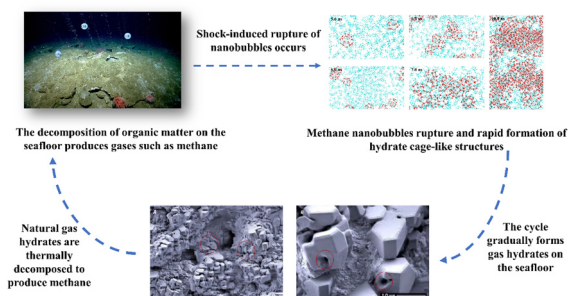 Shock-induced rupture of
nanobubbles occurs
The decomposition of organic matter on the
seafloor produces gases such as methane
Methane nanobubbles rupture and rapid formation of
hydrate cage-like structures
Natural gas
hydrates are
thermally
decomposed to
produce methane
The cycle
gradually forms
gas hydrates on
the seafloor